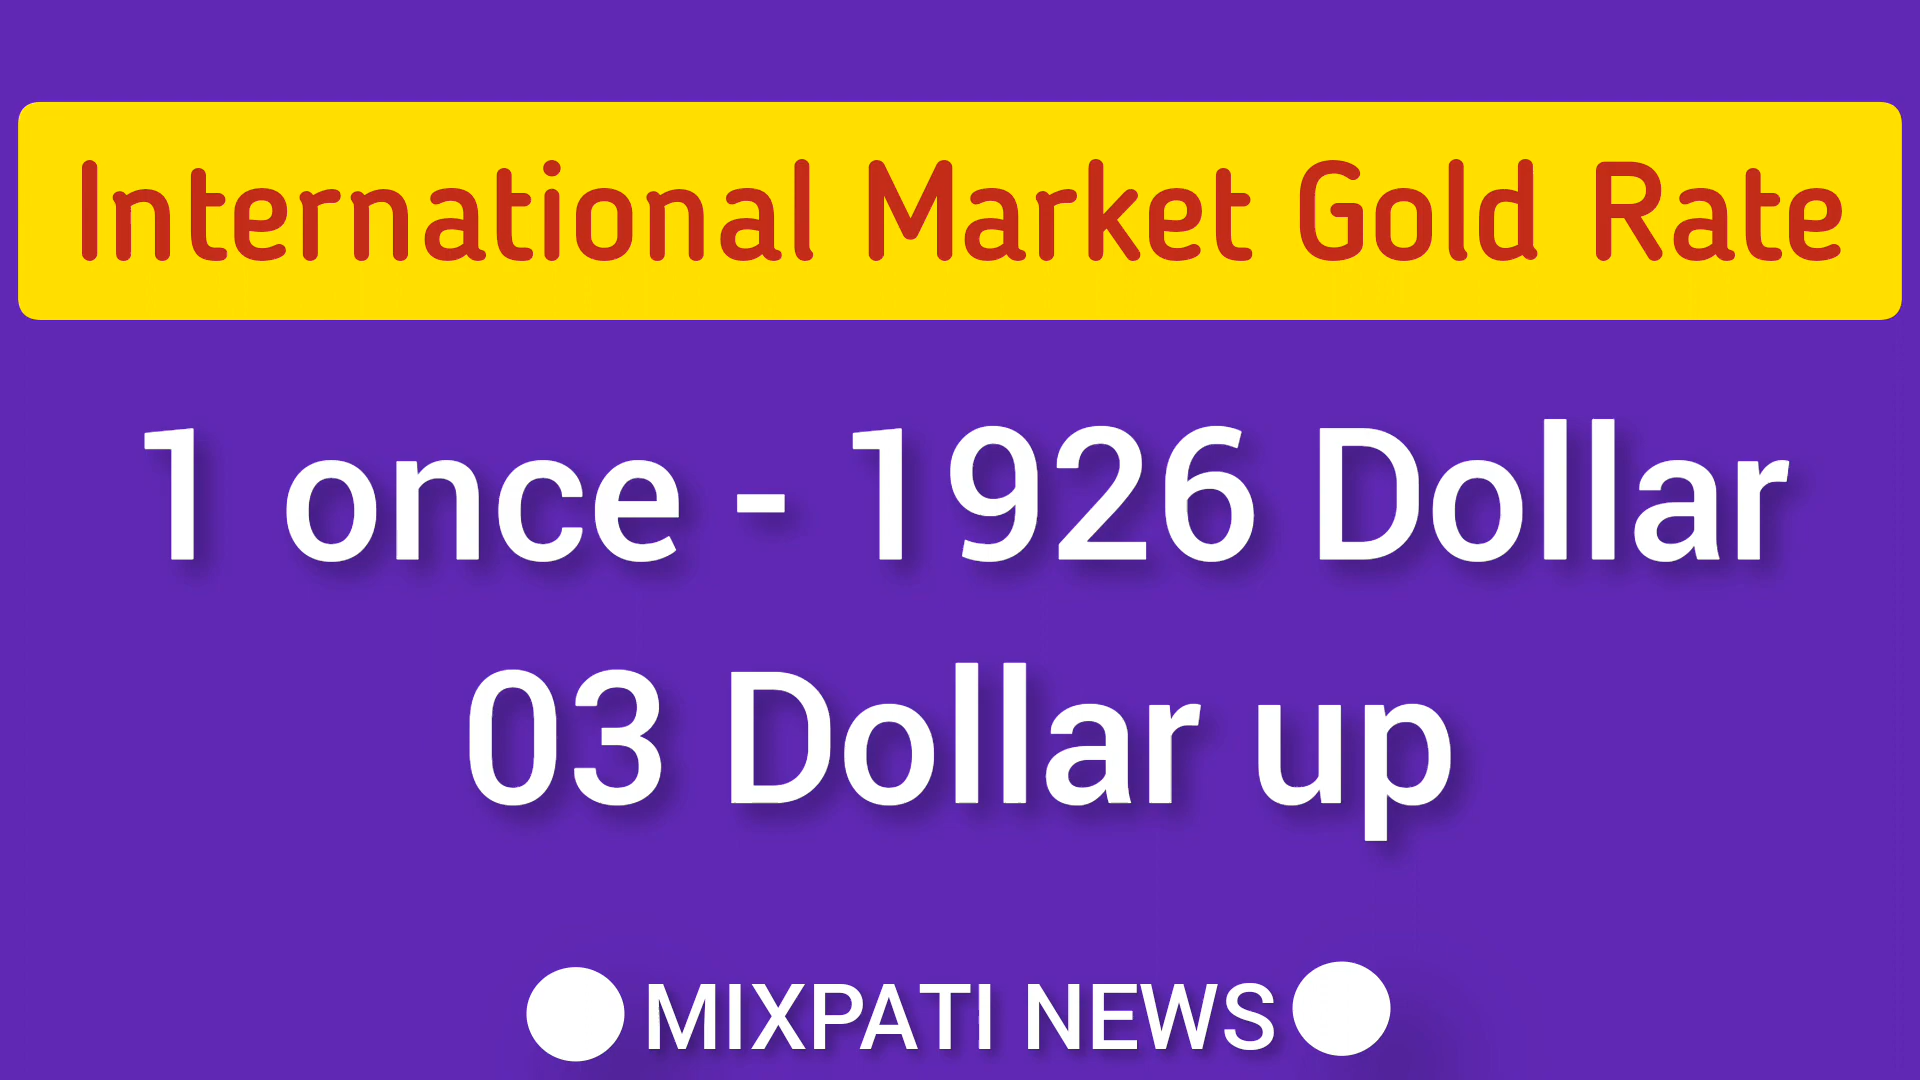 International Market Gold Rate
1 once - 1926 Dollar
03 Dollar up
MIXPATI NEWS